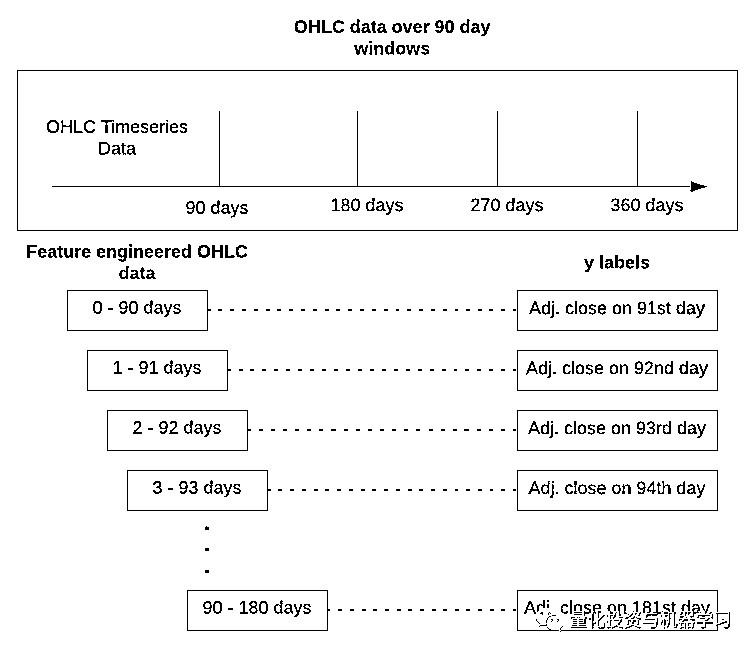 OHLC data over 90 day
windows
OHLC Timeseries
Data
90 days
180 days
270 days
360 days
Feature engineered OHLC
data
y labels
0 - 90 days
Adj. close on 91st day
1 - 91 days
Adj. close on 92nd day
2 - 92 days
Adj. close on 93rd day
3 - 93 days
Adj. close on 94th day
90 - 180 days
Adj. close on 181st day
量化投资与机器学习